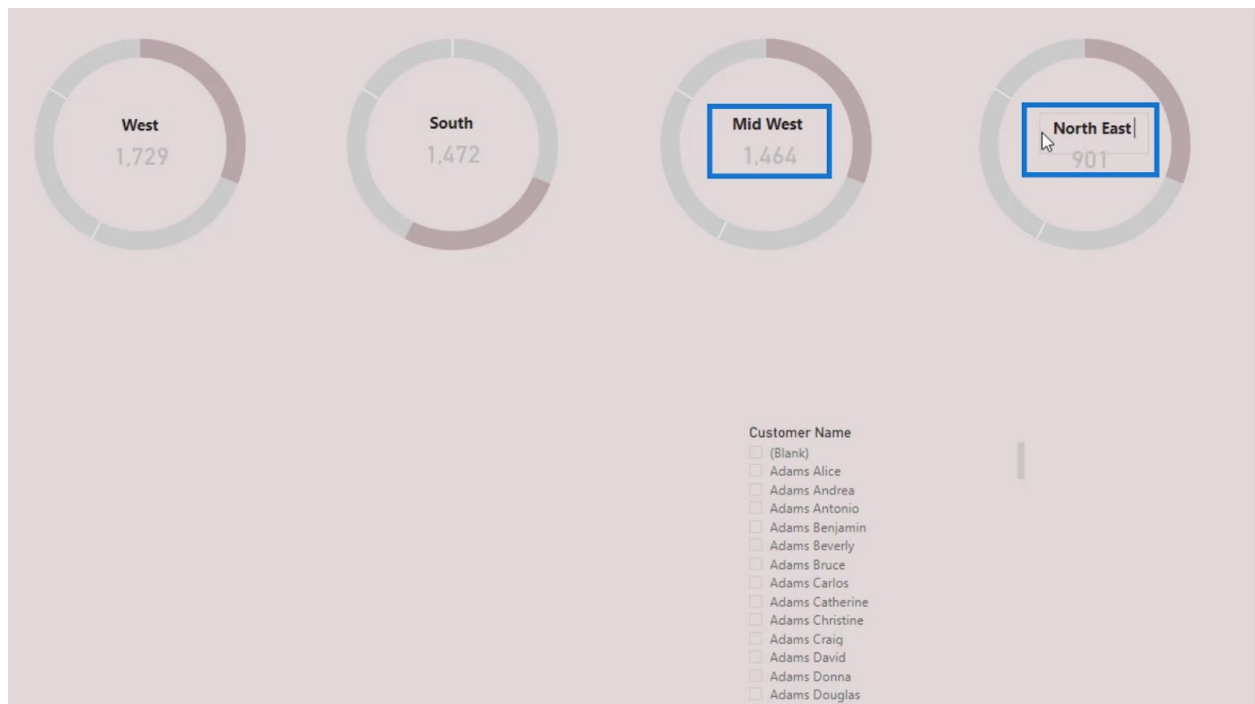 West
1,729
South
1,472
Mid West
1,464
North East
901
Customer Name
(Blank)
Adams Alice
Adams Andrea
Adams Antonio
Adams Benjamin
Adams Beverly
Adams Bruce
Adams Carlos
Adams Catherine
Adams Christine
Adams Craig
Adams David
Adams Donna
Adams Douglas